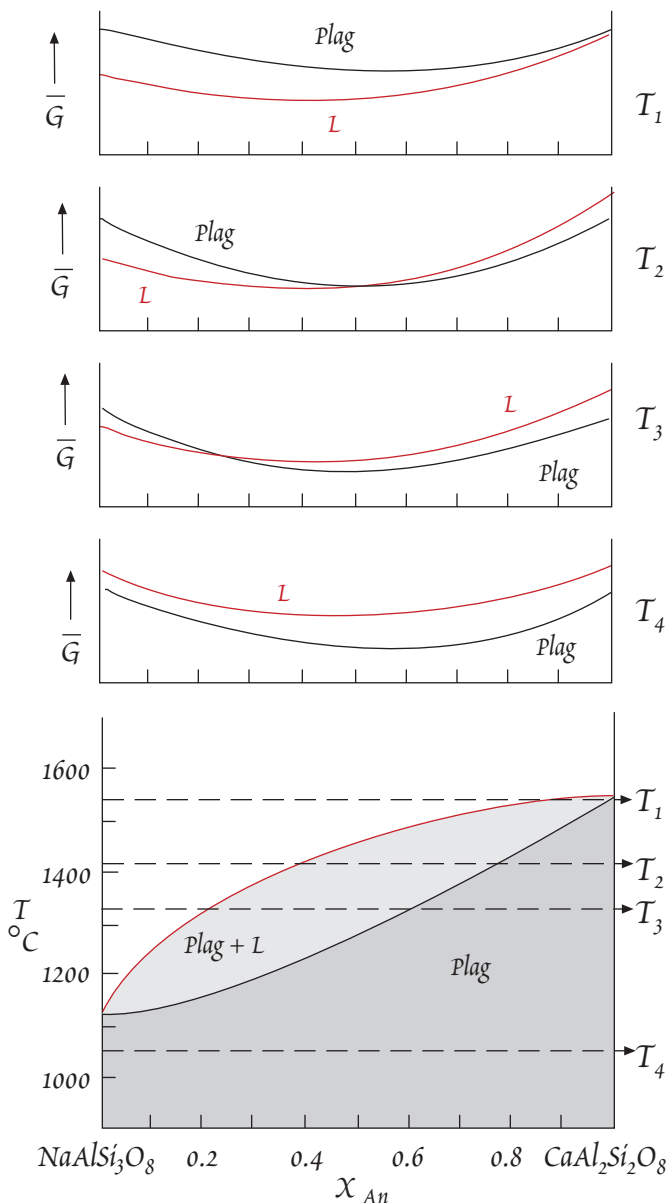 Plag
G
L
T1
Plag
G
L
T2
L
G
Plag
T3
L
G
Plag
T4
1600
T1
1400
T2
T
°C
T3
Plag + L
1200
Plag
1000
T4
NaAlSi3O8 0.2 0.4 0.6 0.8 CaAl2Si2O8
XAn